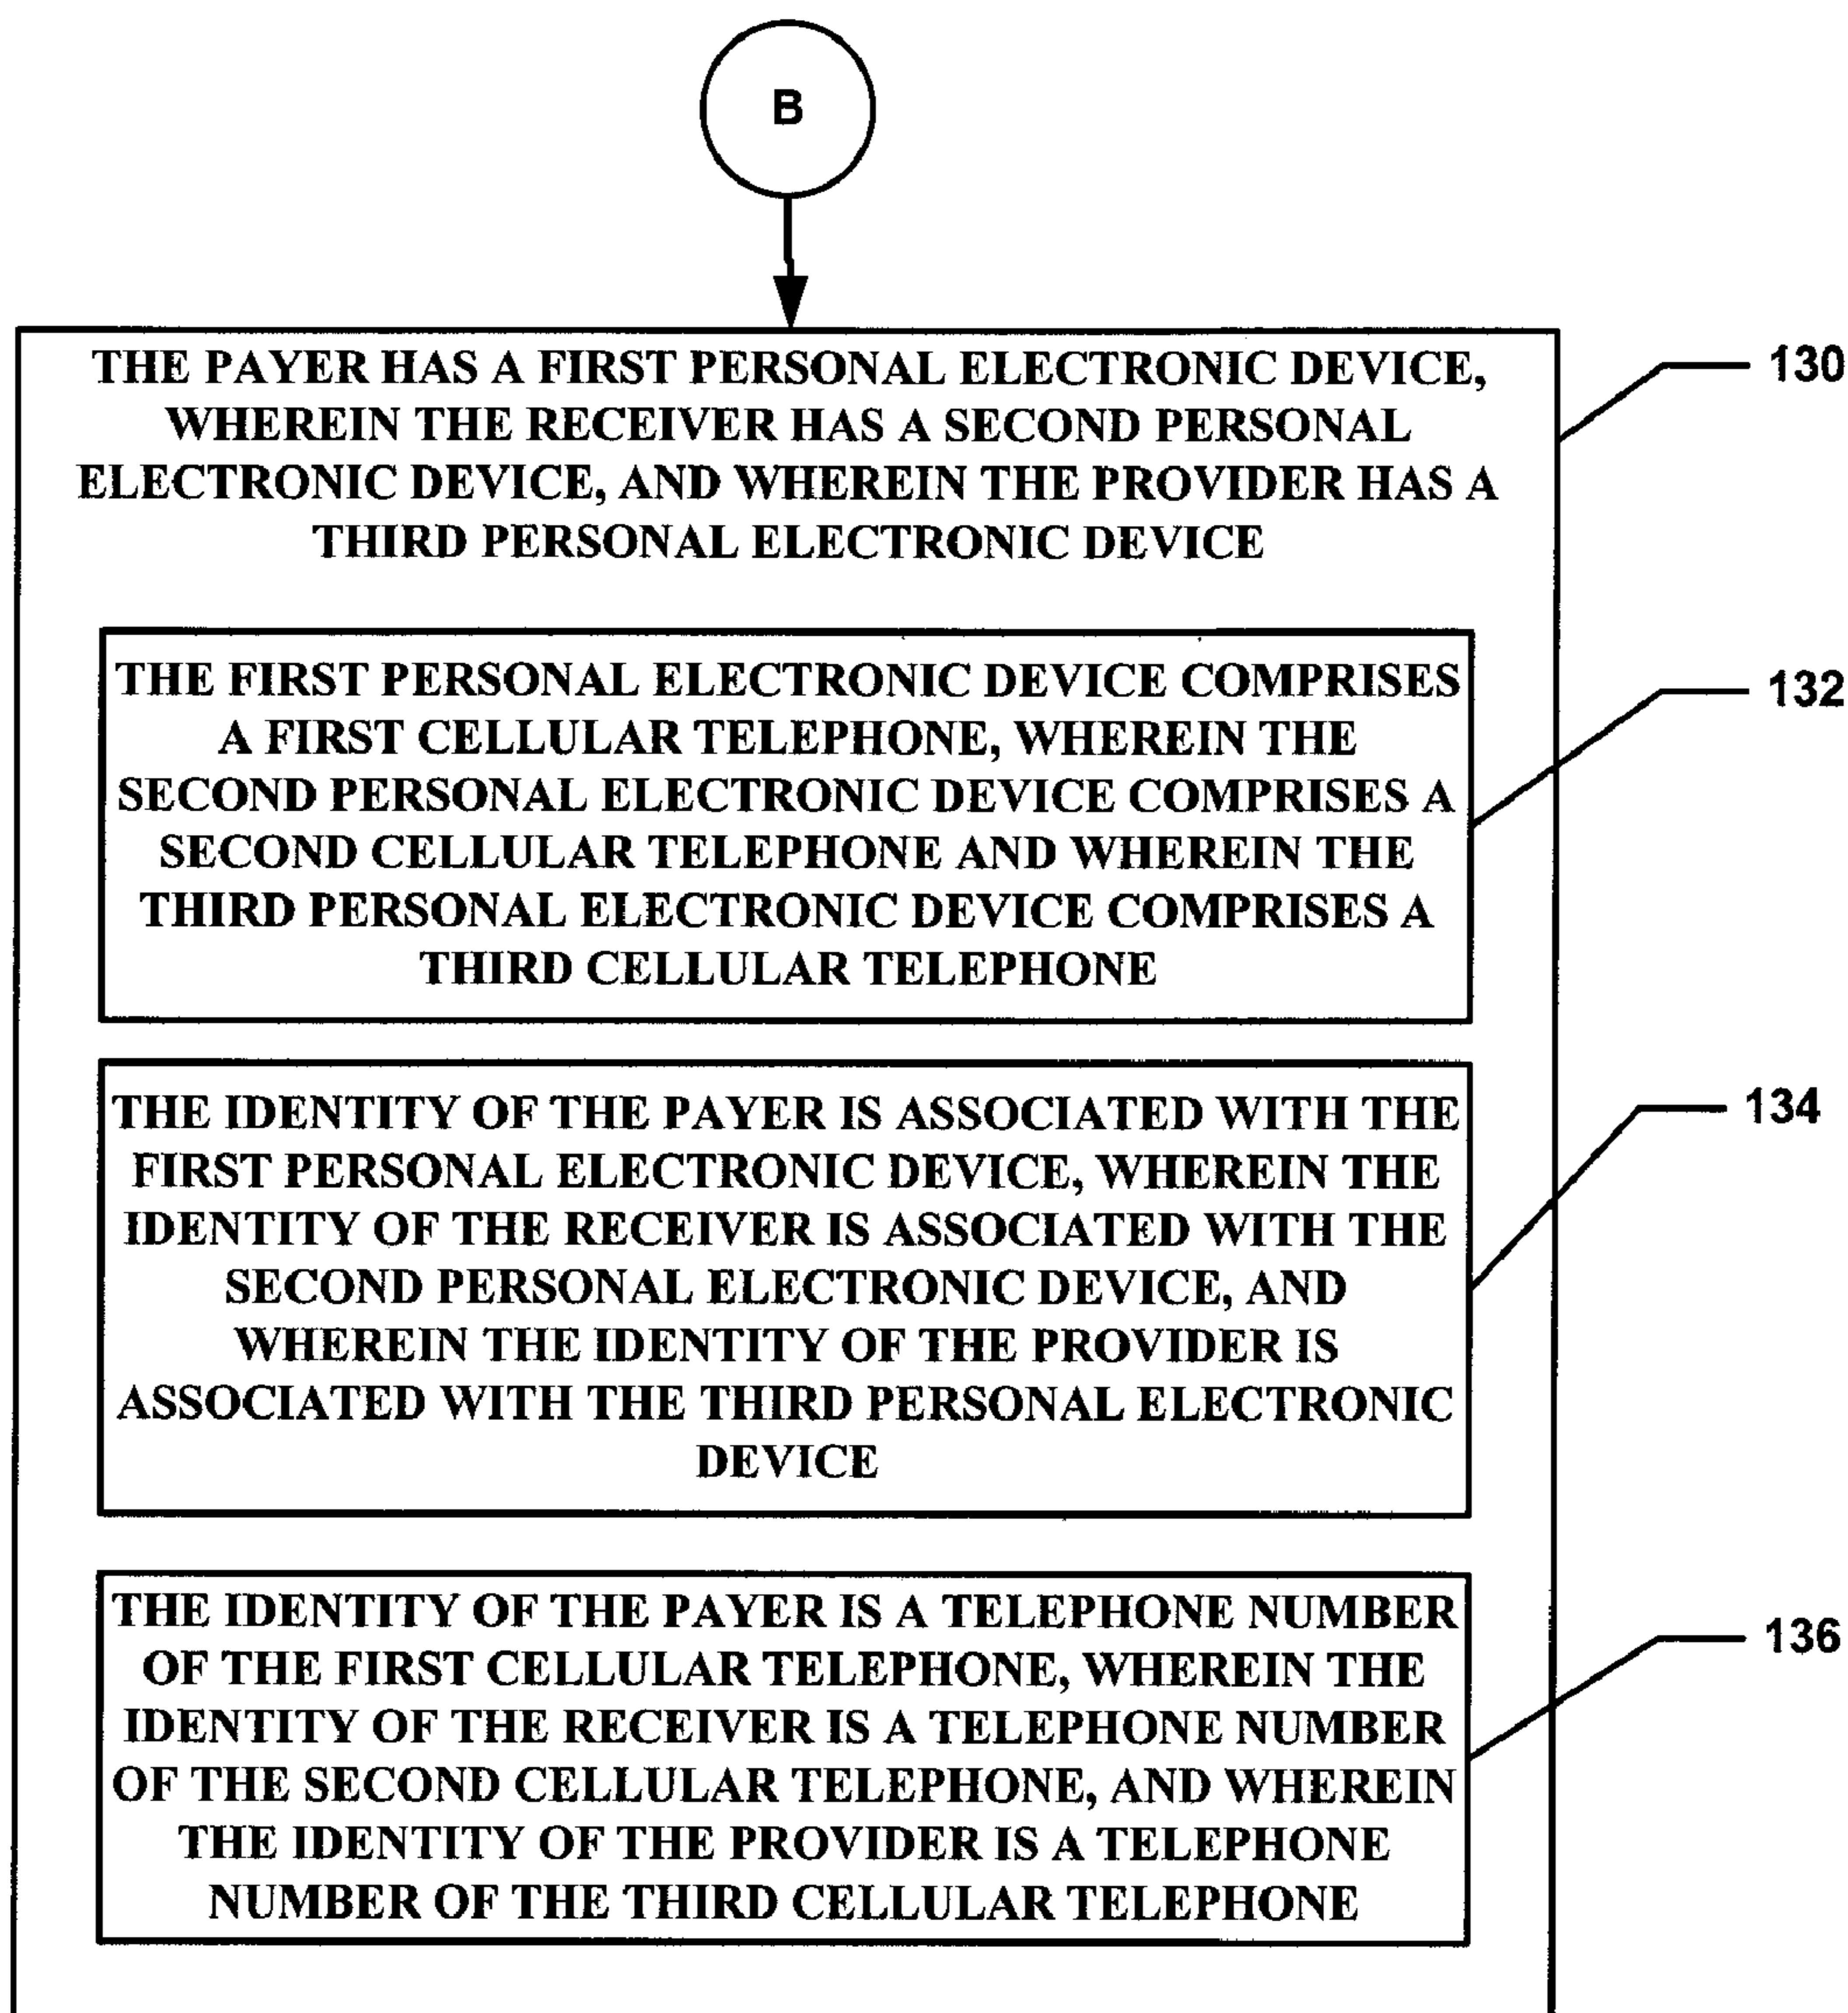 B
THE PAYER HAS A FIRST PERSONAL ELECTRONIC DEVICE,
WHEREIN THE RECEIVER HAS A SECOND PERSONAL
ELECTRONIC DEVICE, AND WHEREIN THE PROVIDER HAS A
THIRD PERSONAL ELECTRONIC DEVICE
130
THE FIRST PERSONAL ELECTRONIC DEVICE COMPRISES
A FIRST CELLULAR TELEPHONE, WHEREIN THE
SECOND PERSONAL ELECTRONIC DEVICE COMPRISES A
SECOND CELLULAR TELEPHONE AND WHEREIN THE
THIRD PERSONAL ELECTRONIC DEVICE COMPRISES A
THIRD CELLULAR TELEPHONE
132
THE IDENTITY OF THE PAYER IS ASSOCIATED WITH THE
FIRST PERSONAL ELECTRONIC DEVICE, WHEREIN THE
IDENTITY OF THE RECEIVER IS ASSOCIATED WITH THE
SECOND PERSONAL ELECTRONIC DEVICE, AND
WHEREIN THE IDENTITY OF THE PROVIDER IS
ASSOCIATED WITH THE THIRD PERSONAL ELECTRONIC
DEVICE
134
THE IDENTITY OF THE PAYER IS A TELEPHONE NUMBER
OF THE FIRST CELLULAR TELEPHONE, WHEREIN THE
IDENTITY OF THE RECEIVER IS A TELEPHONE NUMBER
OF THE SECOND CELLULAR TELEPHONE, AND WHEREIN
THE IDENTITY OF THE PROVIDER IS A TELEPHONE
NUMBER OF THE THIRD CELLULAR TELEPHONE
136